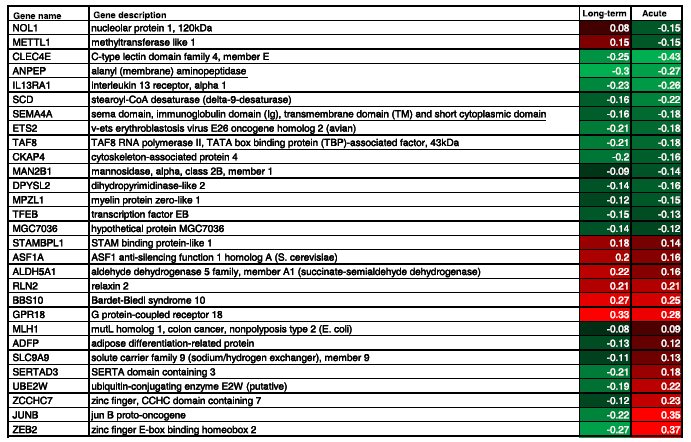 Gene name Gene description Long-term Acute
NOL1 nucleolar protein 1, 120kDa 0.08 -0.15
METTL1 methyltransferase like 1 0.15 -0.15
CLEC4E C-type lectin domain family 4, member E -0.25 -0.43
ANPEP alanyl (membrane) aminopeptidase -0.3 -0.27
IL13RA1 interleukin 13 receptor, alpha 1 -0.23 -0.26
SCD stearoyl-CoA desaturase (delta-9-desaturase) -0.16 -0.22
SEMA4A sema domain, immunoglobulin domain (Ig), transmembrane domain (TM) and short cytoplasmic domain -0.16 -0.18
ETS2 v-ets erythroblastosis virus E26 oncogene homolog 2 (avian) -0.21 -0.18
TAF8 TAF8 RNA polymerase II, TATA box binding protein (TBP)-associated factor, 43kDa -0.21 -0.18
CKAP4 cytoskeleton-associated protein 4 -0.2 -0.16
MAN2B1 mannosidase, alpha, class 2B, member 1 -0.09 -0.14
DPYSL2 dihydropyrimidinase-like 2 -0.14 -0.16
MPZL1 myelin protein zero-like 1 -0.12 -0.15
TFEB transcription factor EB -0.15 -0.13
MGC7036 hypothetical protein MGC7036 -0.14 -0.12
STAMBPL1 STAM binding protein-like 1 0.18 0.14
ASF1A ASF1 anti-silencing function 1 homolog A (S. cerevisiae) 0.2 0.16
ALDH5A1 aldehyde dehydrogenase 5 family, member A1 (succinate-semialdehyde dehydrogenase) 0.22 0.16
RLN2 relaxin 2 0.21 0.21
BBS10 Bardet-Biedl syndrome 10 0.27 0.25
GPR18 G protein-coupled receptor 18 0.33 0.28
MLH1 mutL homolog 1, colon cancer, nonpolyposis type 2 (E. coli) -0.08 0.09
ADFP adipose differentiation-related protein -0.13 0.12
SLC9A9 solute carrier family 9 (sodium/hydrogen exchanger), member 9 -0.11 0.13
SERTAD3 SERTA domain containing 3 -0.21 0.18
UBE2W ubiquitin-conjugating enzyme E2W (putative) -0.19 0.22
ZCCHC7 zinc finger, CCHC domain containing 7 -0.12 0.23
JUNB jun B proto-oncogene -0.22 0.35
ZEB2 zinc finger E-box binding homeobox 2 -0.27 0.37